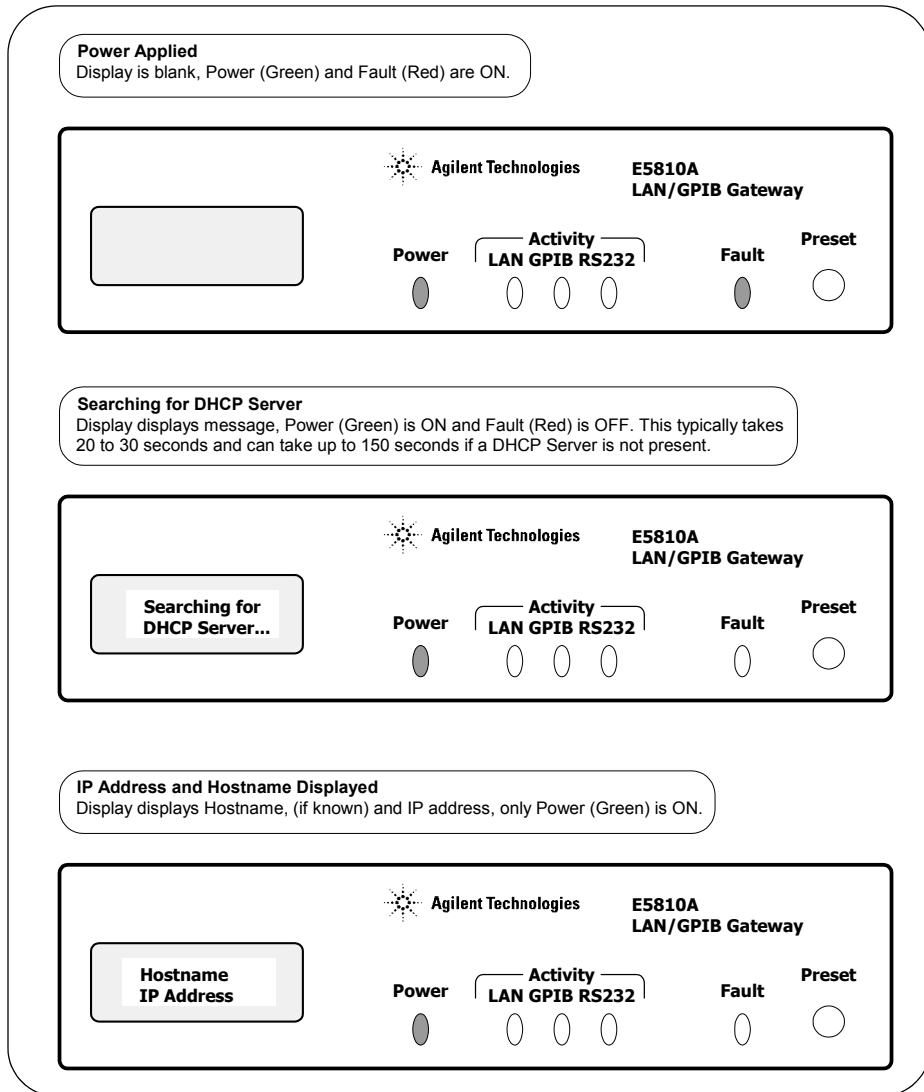 Power Applied
Display is blank, Power (Green) and Fault (Red) are ON.
Agilent Technologies
E5810A
LAN/GPIB Gateway
Power
Activity
LAN GPIB RS232
Fault
Preset
Searching for DHCP Server
Display displays message, Power (Green) is ON and Fault (Red) is OFF. This typically takes
20 to 30 seconds and can take up to 150 seconds if a DHCP Server is not present.
Agilent Technologies
E5810A
LAN/GPIB Gateway
Searching for
DHCP Server...
Power
Activity
LAN GPIB RS232
Fault
Preset
IP Address and Hostname Displayed
Display displays Hostname, (if known) and IP address, only Power (Green) is ON.
Agilent Technologies
E5810A
LAN/GPIB Gateway
Hostname
IP Address
Power
Activity
LAN GPIB RS232
Fault
Preset